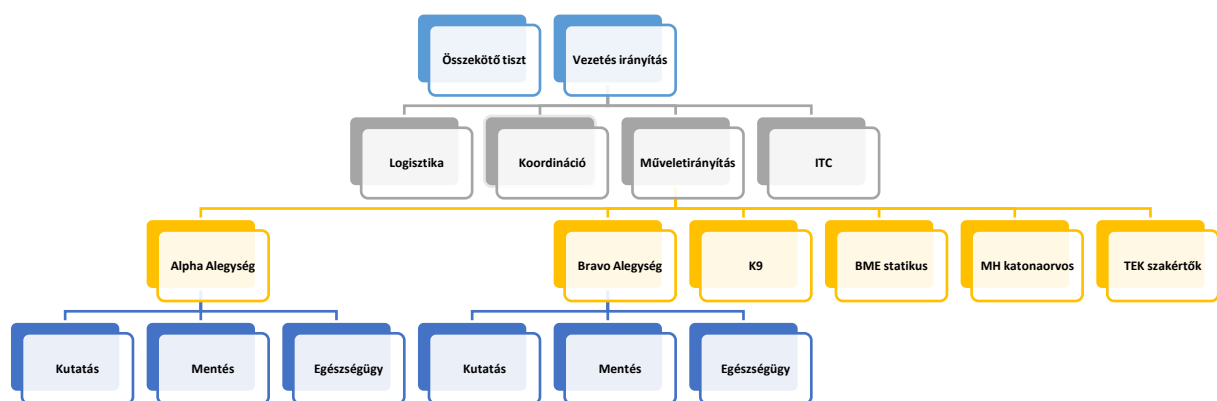 Összekötő tiszt
Vezetés irányítás
Logisztika
Koordináció
Műveletirányítás
ITC
Alpha Alegység
Bravo Alegység
K9
BME statikus
MH katonaorvos
TEK szakértők
Kutatás
Mentés
Egészségügy
Kutatás
Mentés
Egészségügy